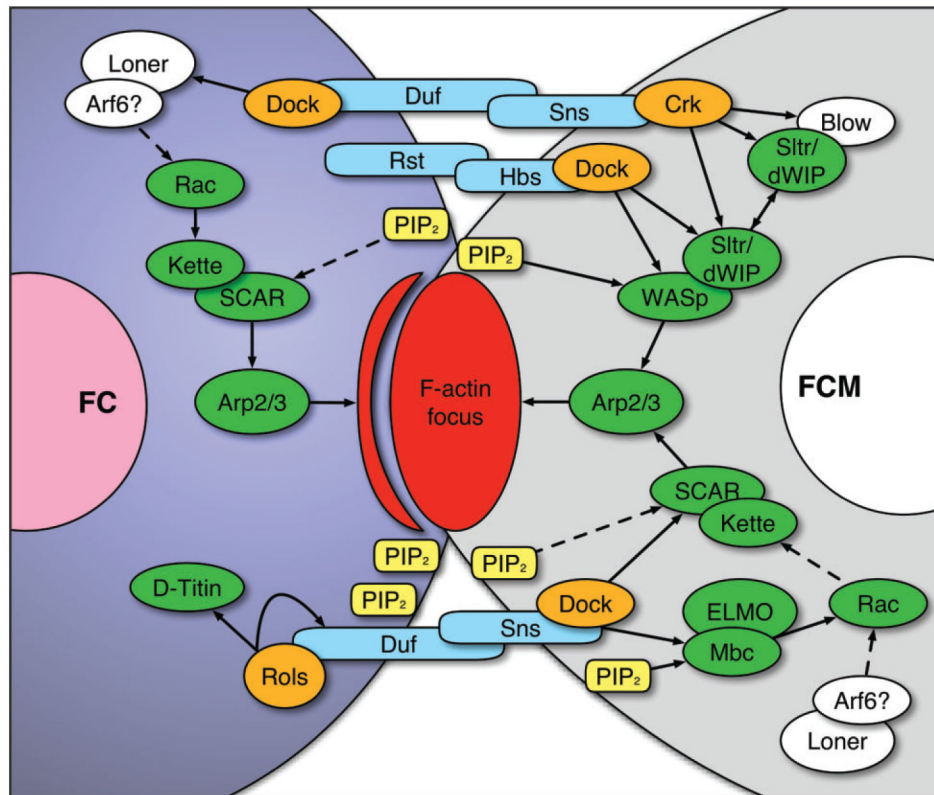 Loner
Arf6?
Dock
Duf
Sns
Crk
Blow
Sltr/
dWIP
Rst
Hbs
Dock
Rac
PIP₂
PIP₂
Sltr/
dWIP
Kette
SCAR
WASp
FC
Arp2/3
F-actin
focus
Arp2/3
FCM
SCAR
Kette
PIP₂
PIP₂
D-Titin
PIP₂
Dock
ELMO
Rac
Sns
Duf
Mbc
Rols
PIP₂
Arf6?
Loner